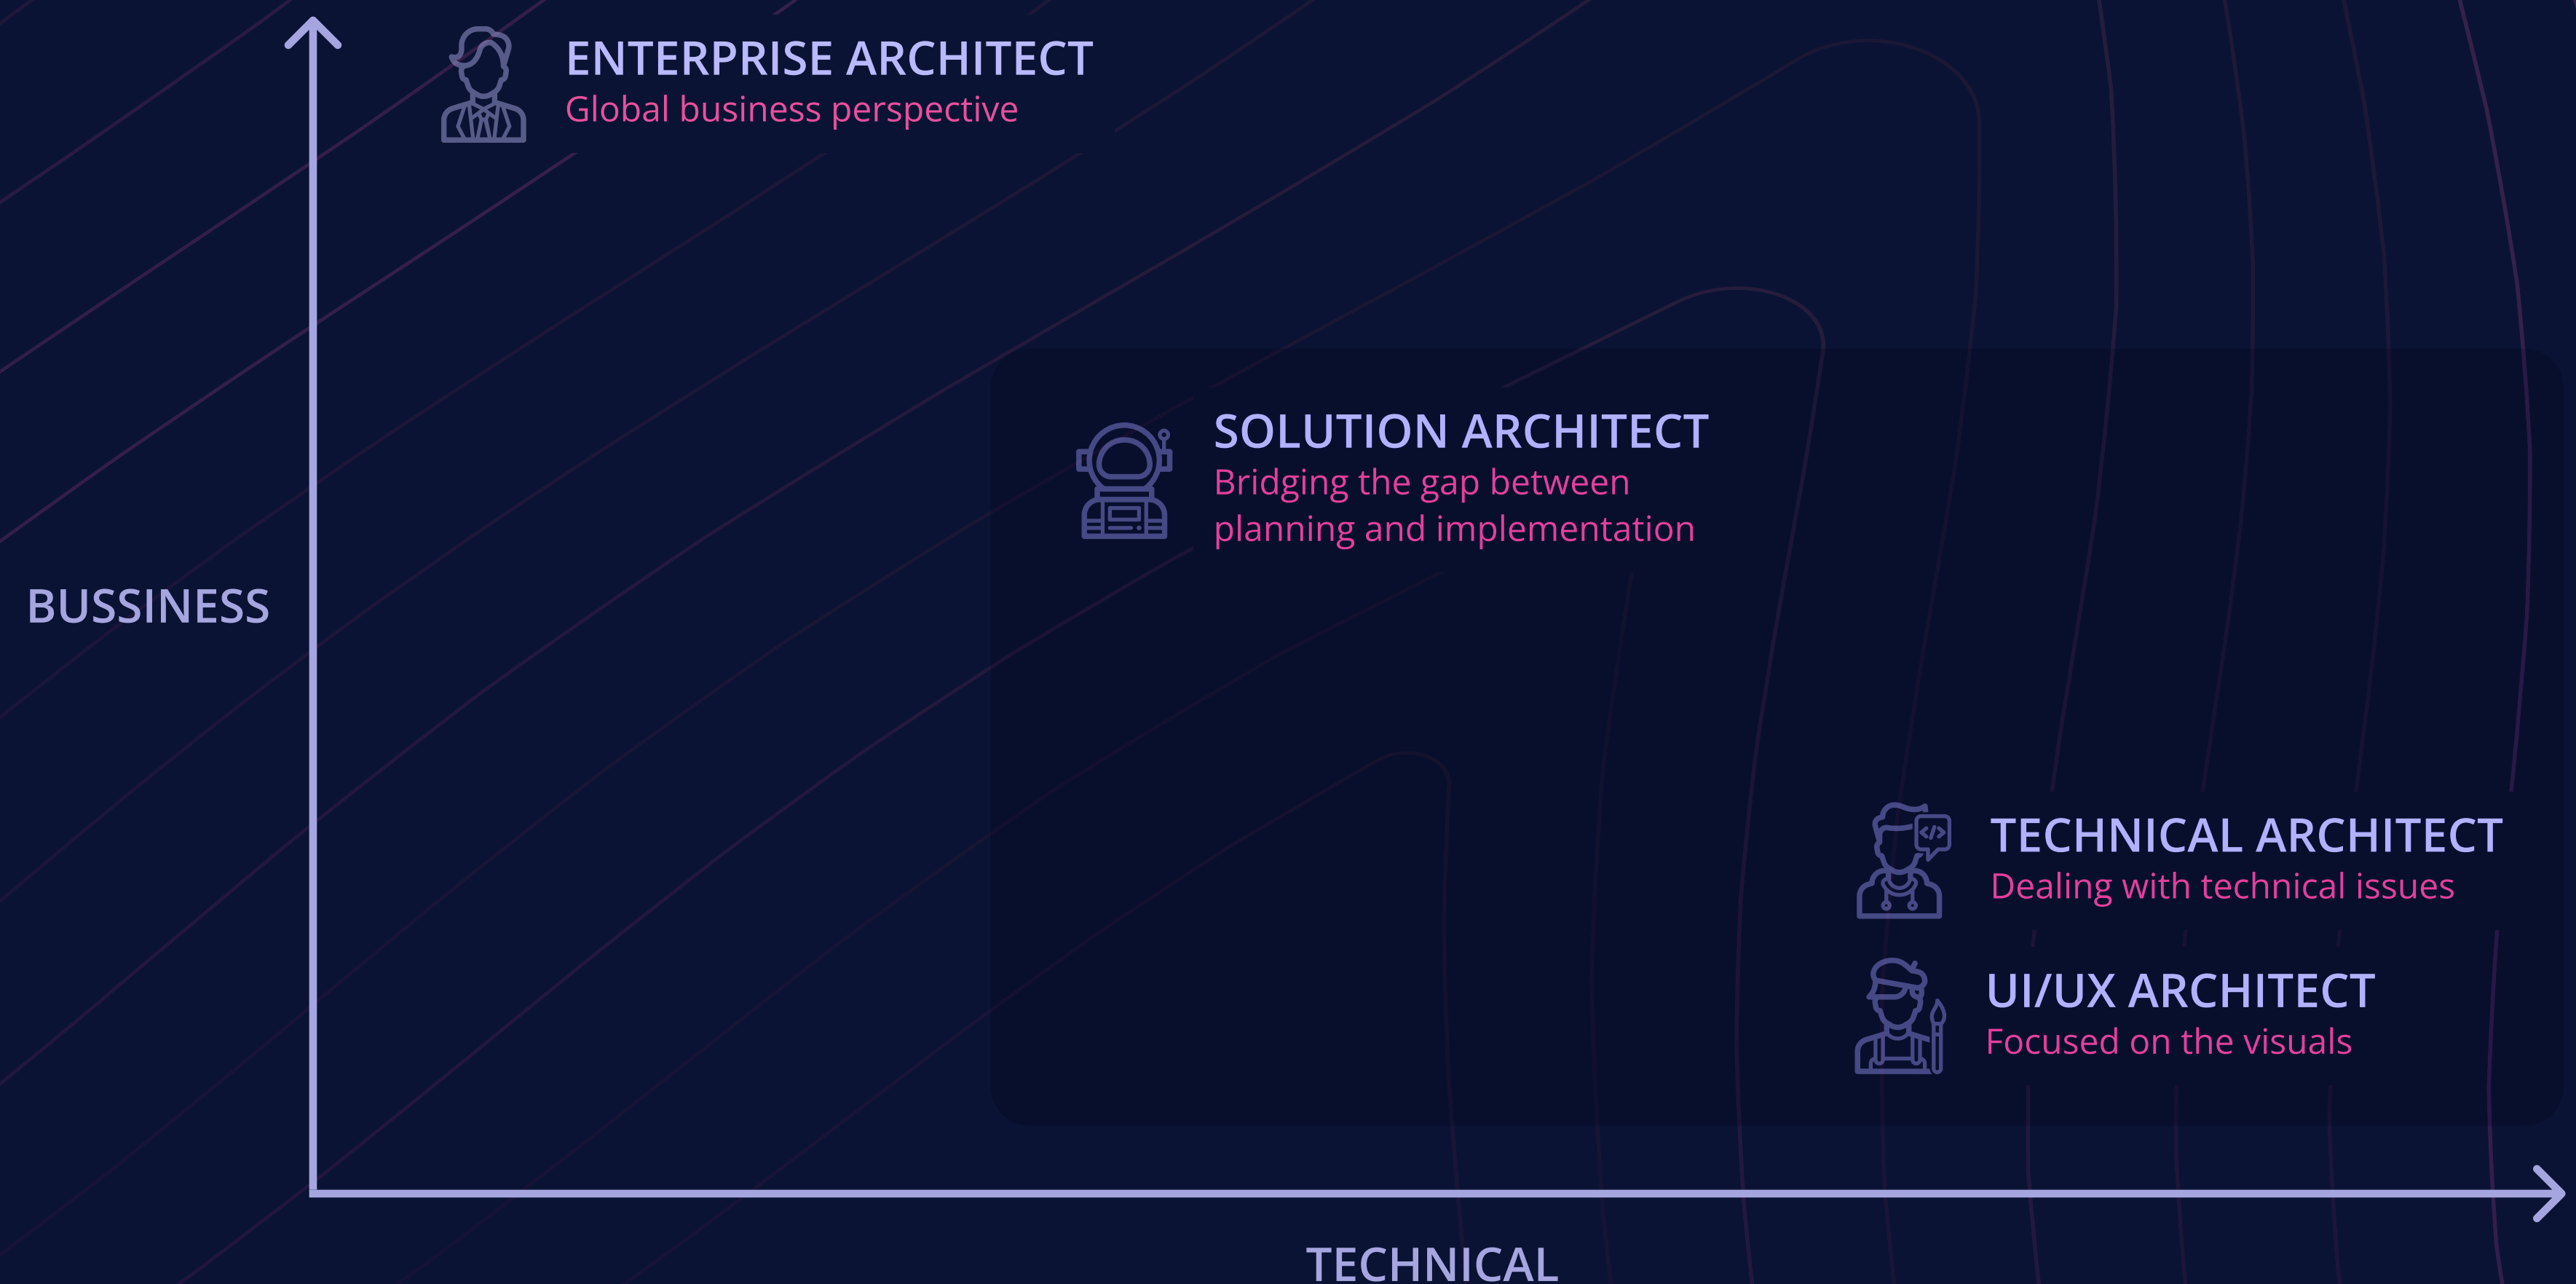 ENTERPRISE ARCHITECT
Global business perspective
SOLUTION ARCHITECT
Bridging the gap between
planning and implementation
BUSSINESS
TECHNICAL ARCHITECT
Dealing with technical issues
UI/UX ARCHITECT
Focused on the visuals
TECHNICAL